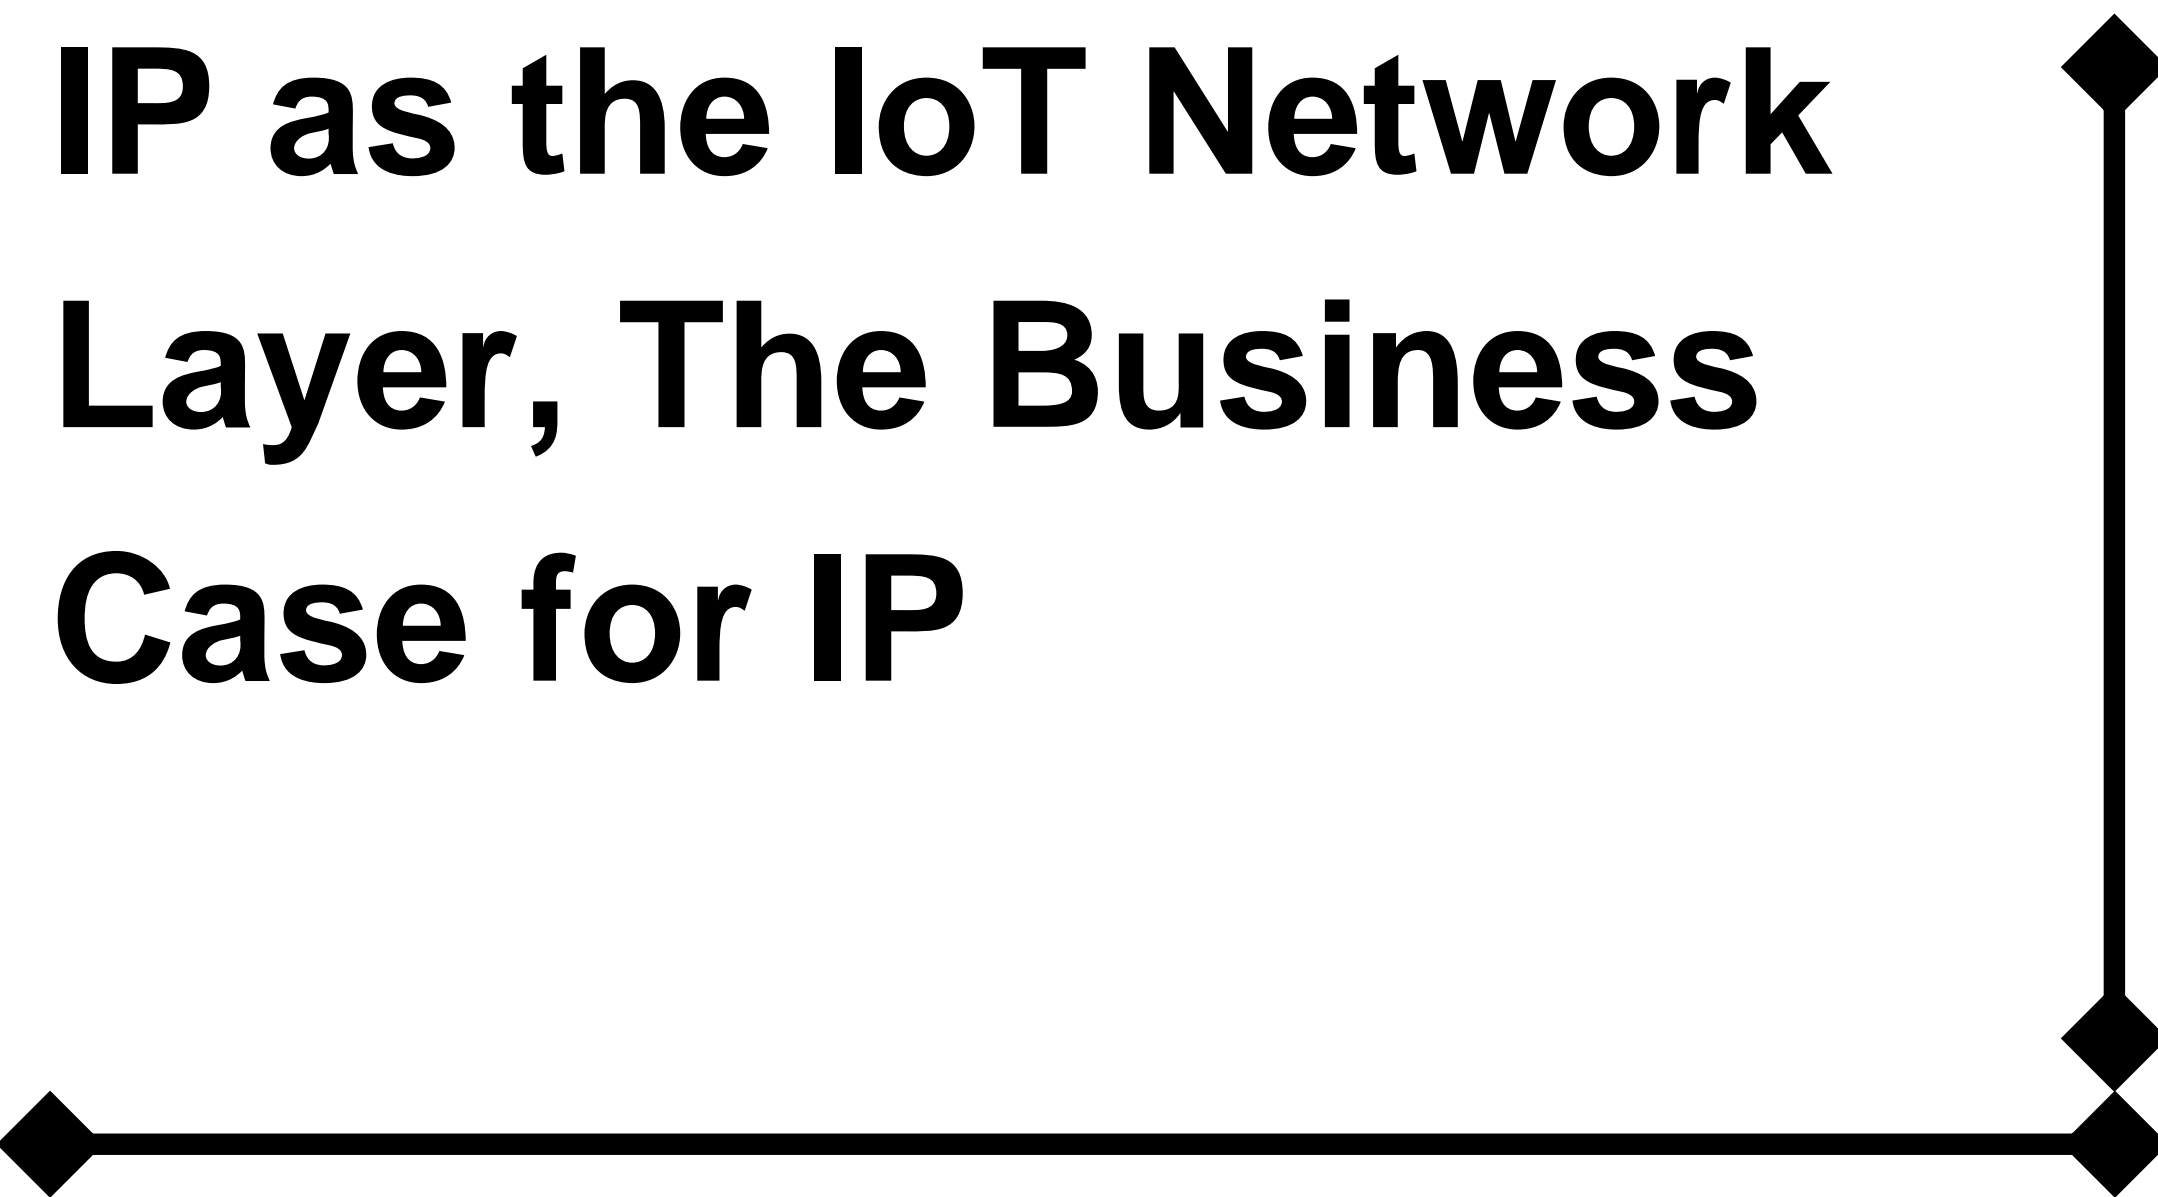 IP as the IoT Network
Layer, The Business
Case for IP